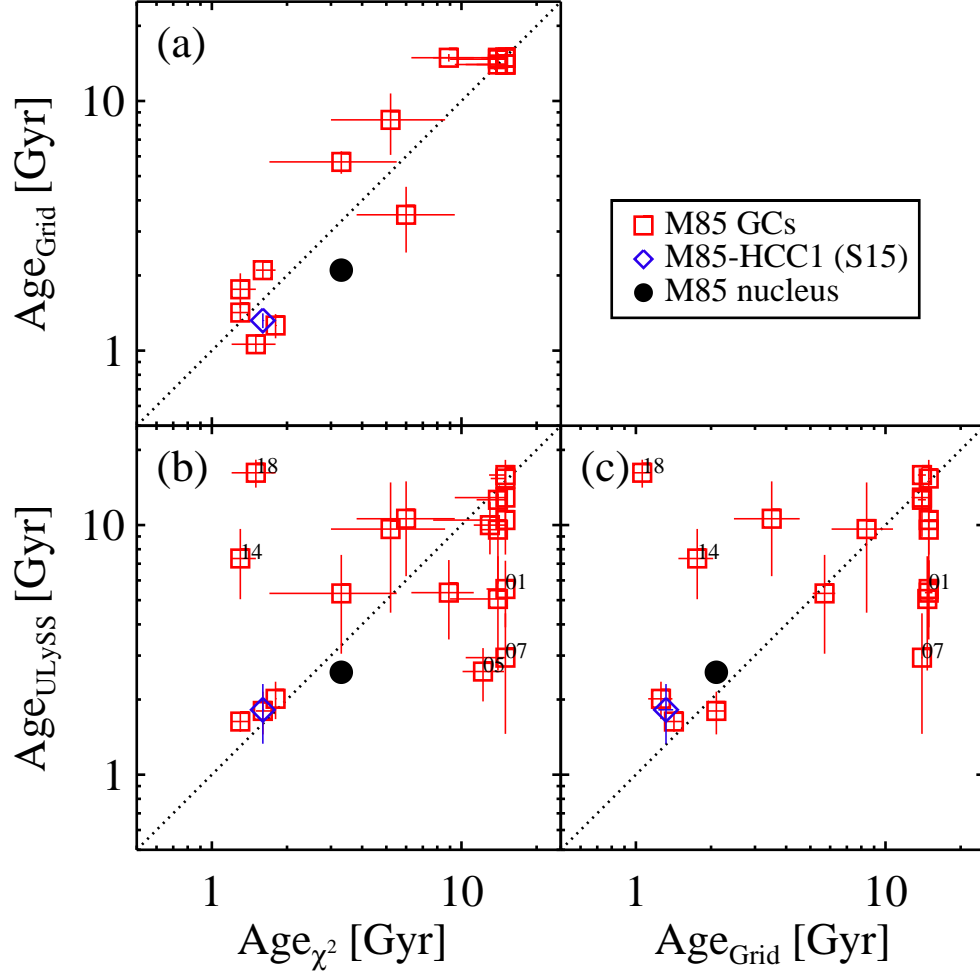 (a)
10
1
Age_Grid [Gyr]
M85 GCs
M85-HCC1 (S15)
M85 nucleus
(b)
18
14
01
07
05
10
1
Age_ULySS [Gyr]
1
10
Age_χ² [Gyr]
(c)
18
14
01
07
1
10
Age_Grid [Gyr]